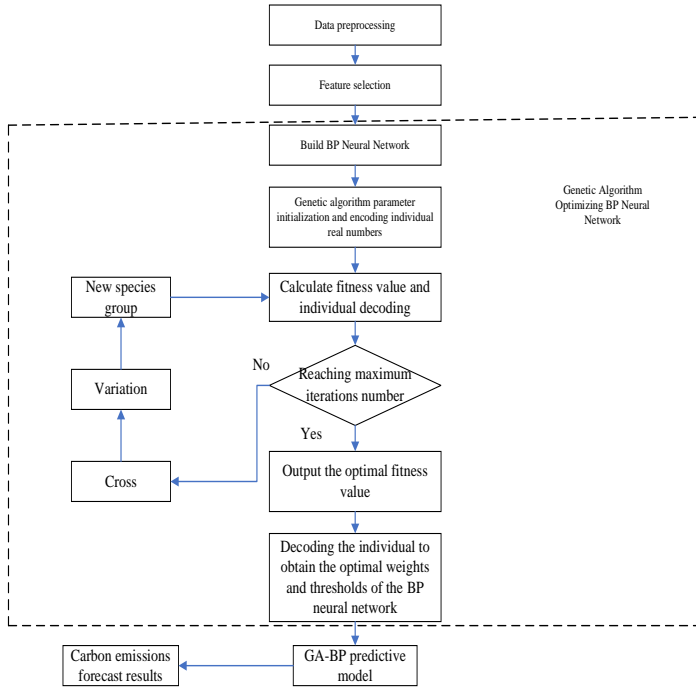 Data preprocessing
Feature selection
Build BP Neural Network
Genetic algorithm parameter
initialization and encoding individual
real numbers
Genetic Algorithm
Optimizing BP Neural
Network
New species
group
Calculate fitness value and
individual decoding
No
Reaching maximum
iterations number
Variation
Yes
Cross
Output the optimal fitness
value
Decoding the individual to
obtain the optimal weights
and thresholds of the BP
neural network
Carbon emissions
forecast results
GA-BP predictive
model